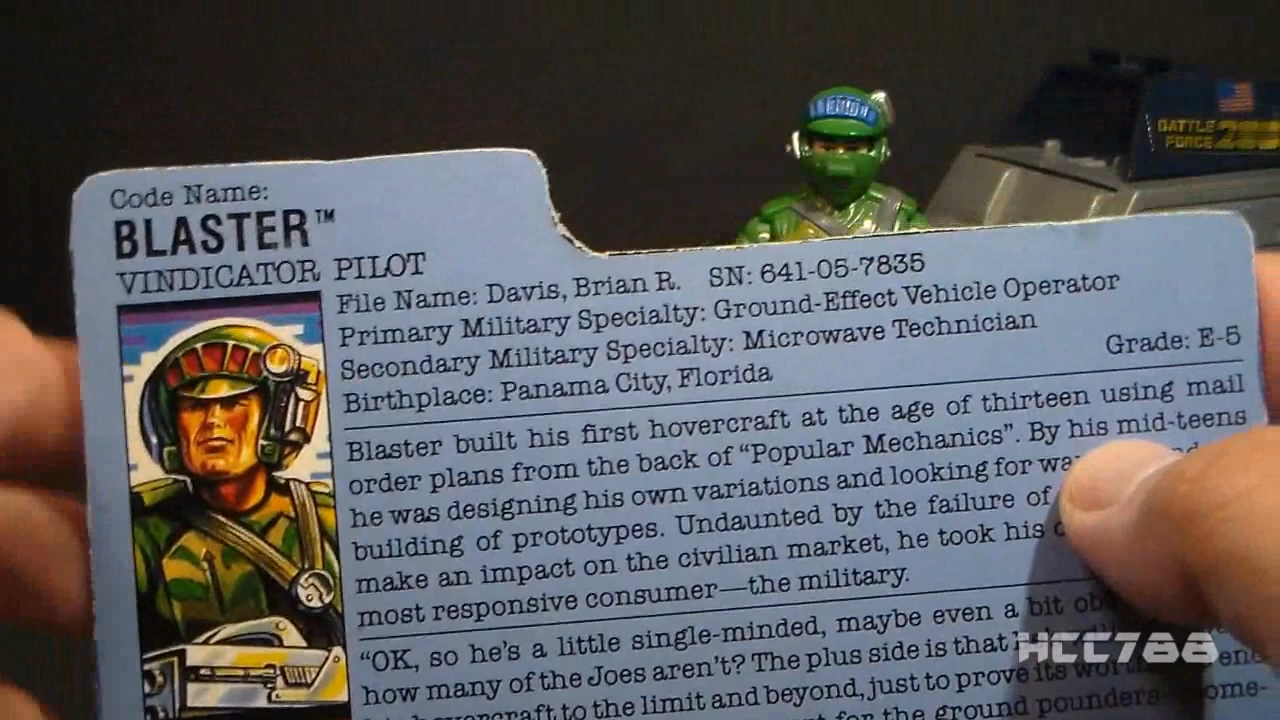 Code Name:
BLASTER™
VINDICATOR PILOT
File Name: Davis, Brian R. SN: 641-05-7835
Primary Military Specialty: Ground-Effect Vehicle Operator
Secondary Military Specialty: Microwave Technician
Birthplace: Panama City, Florida
Grade: E-5
Blaster built his first hovercraft at the age of thirteen using mail
order plans from the back of "Popular Mechanics". By his mid-teens
he was designing his own variations and looking for
building of prototypes. Undaunted by the failure of
make an impact on the civilian market, he took his
most responsive consumer—the military.
"OK, so he's a little single-minded, maybe even a bit
how many of the Joes aren't? The plus side is that
hovercraft to the limit and beyond, just to prove its
for the ground pounders
BATTLE
FORCE
HCC788